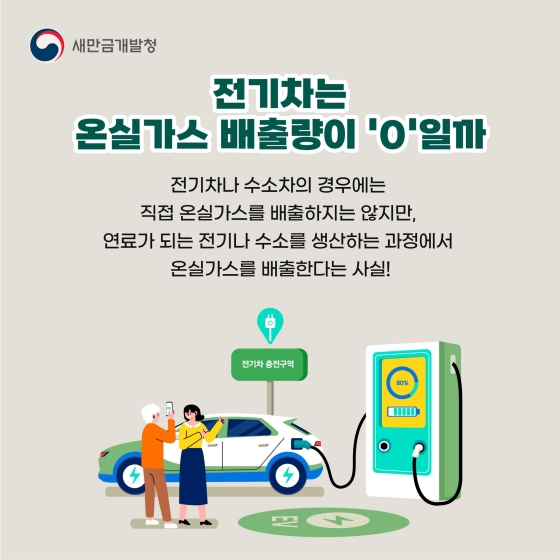 새만금개발청
전기차는
온실가스 배출량이 '0'일까
전기차나 수소차의 경우에는
직접 온실가스를 배출하지는 않지만,
연료가 되는 전기나 수소를 생산하는 과정에서
온실가스를 배출한다는 사실!
전기차 충전구역
80%
EV